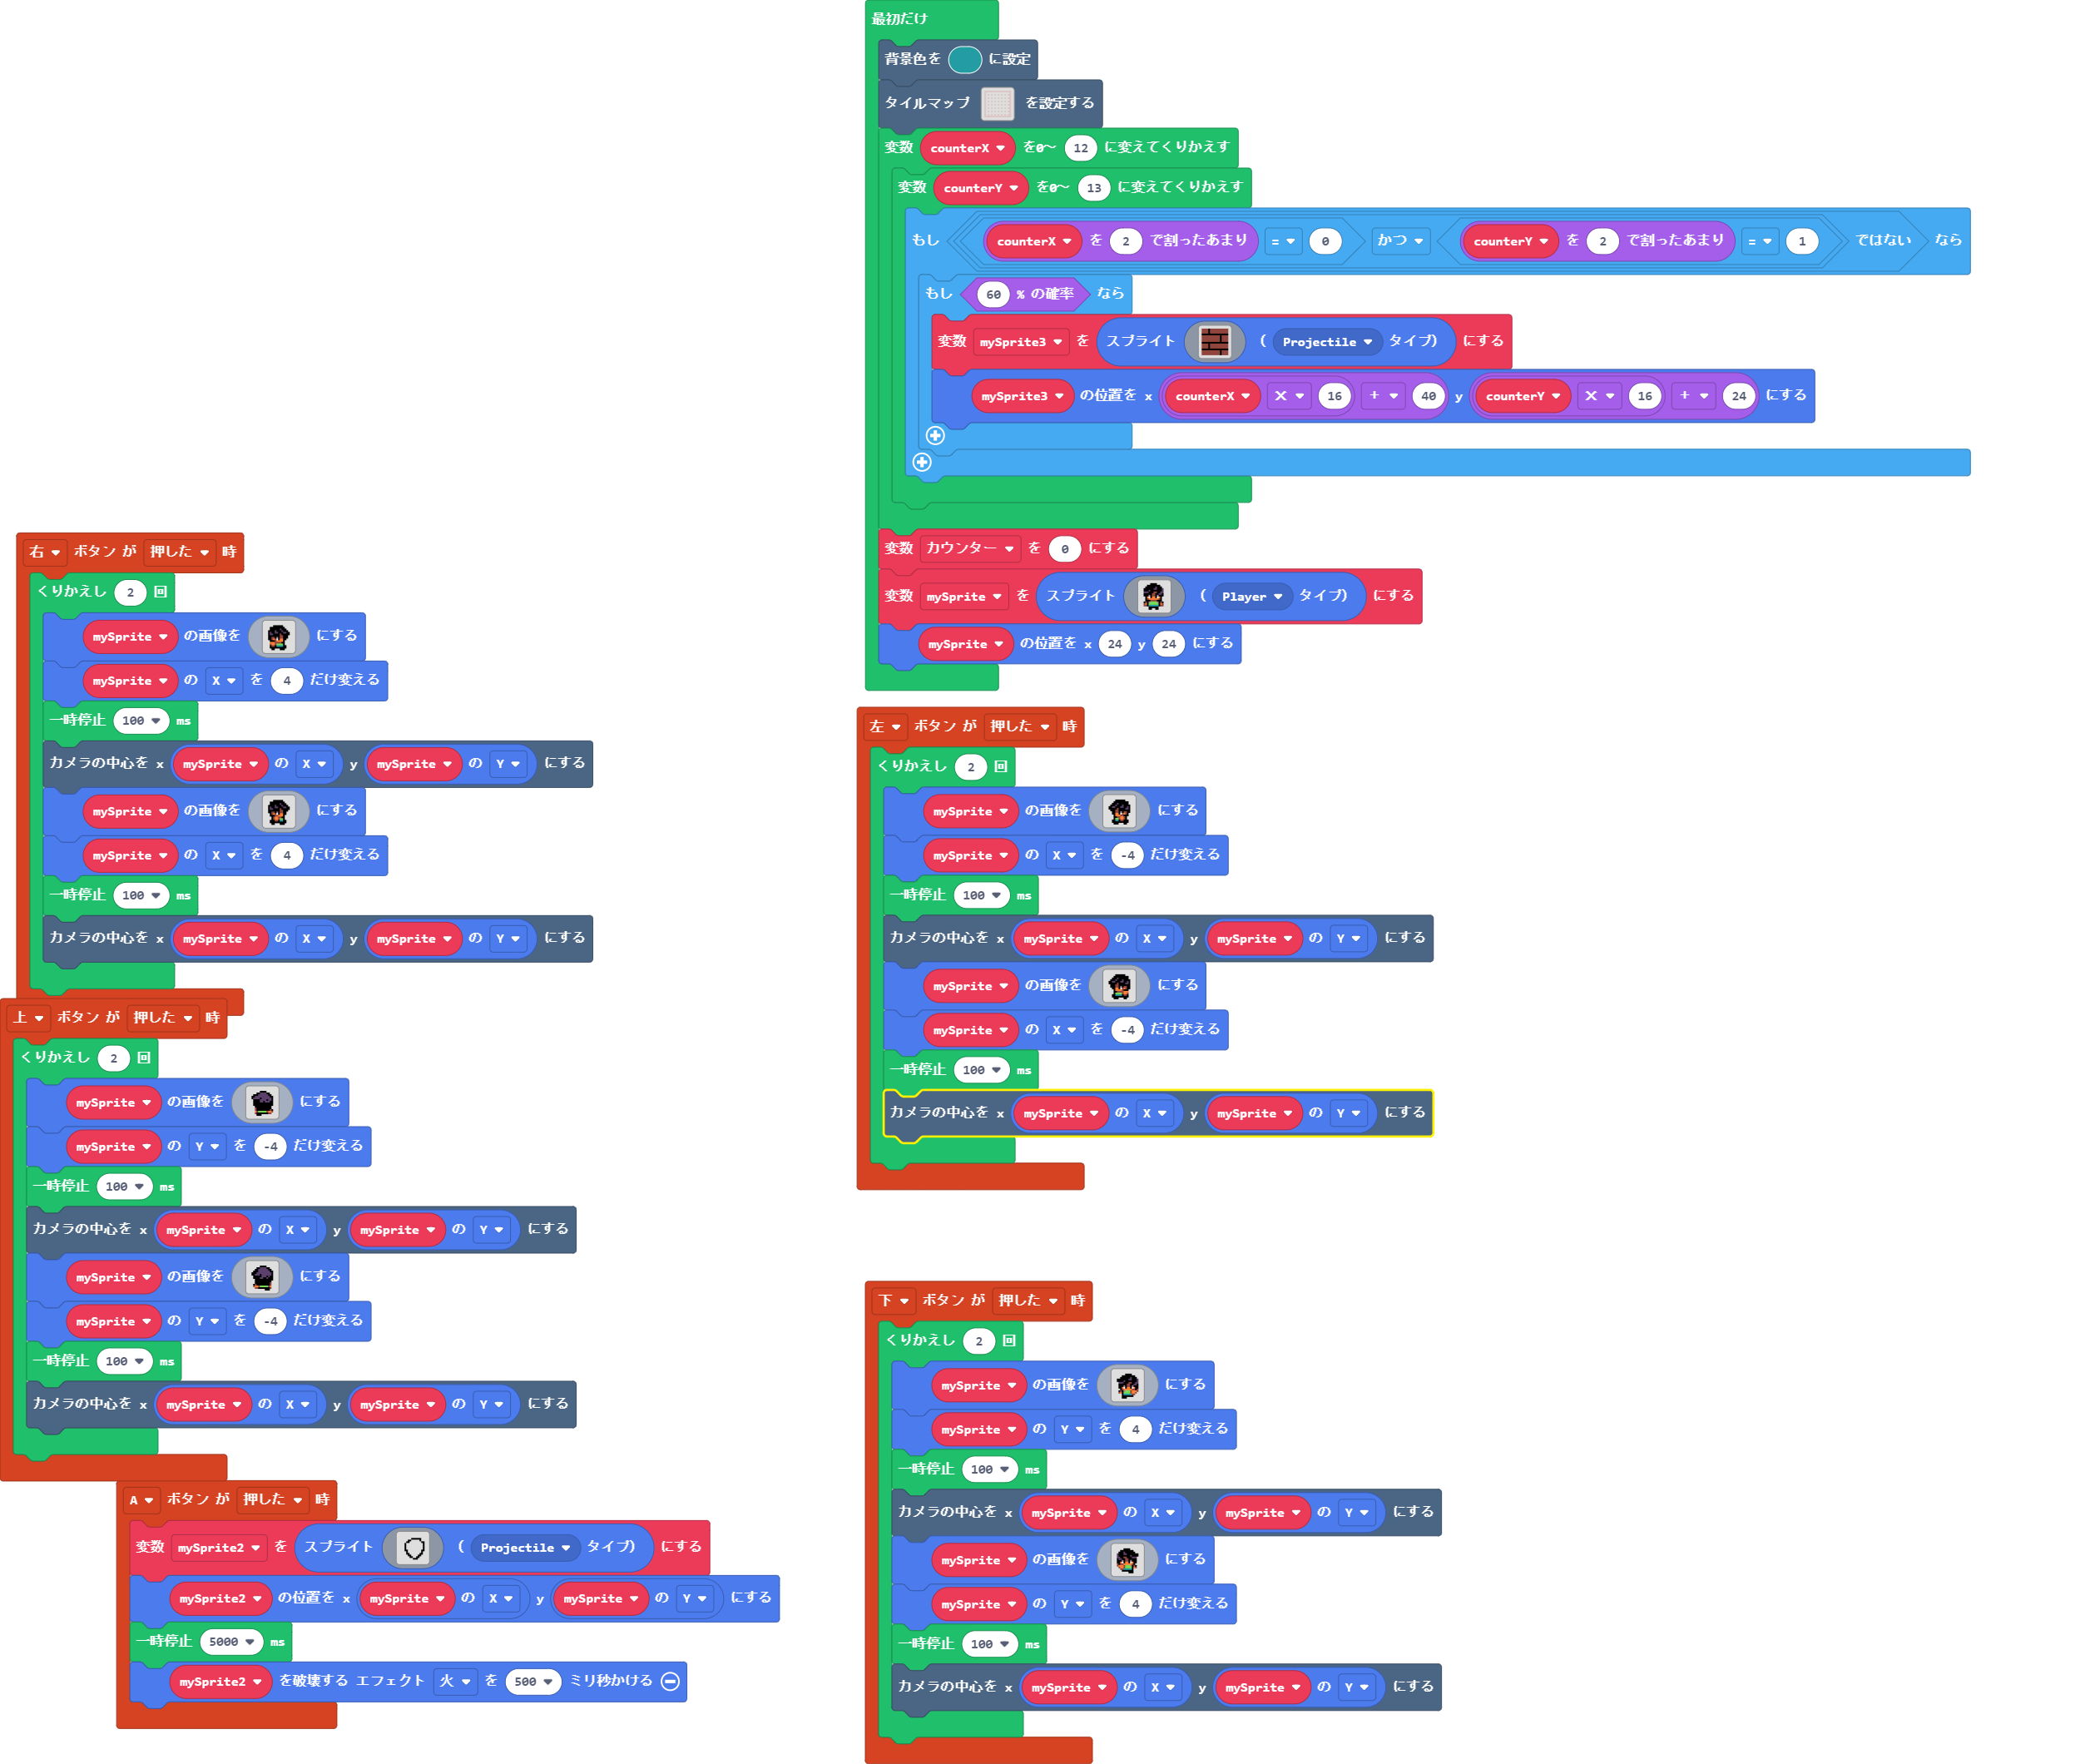 最初だけ
背景色を に設定
タイルマップ を設定する
変数 counterX を0〜 12 に変えてくりかえす
変数 counterY を0〜 13 に変えてくりかえす
もし counterX を 2 で割ったあまり = 0 かつ counterY を 2 で割ったあまり = 1 ではない なら
もし 60 % の確率 なら
変数 mySprite3 を スプライト ( Projectile タイプ) にする
mySprite3 の位置を x counterX × 16 + 40 y counterY × 16 + 24 にする
変数 カウンター を 0 にする
変数 mySprite を スプライト ( Player タイプ) にする
mySprite の位置を x 24 y 24 にする
右 ボタン が 押した 時
くりかえし 2 回
mySprite の画像を にする
mySprite の X を 4 だけ変える
一時停止 100 ms
カメラの中心を x mySprite の X y mySprite の Y にする
mySprite の画像を にする
mySprite の X を 4 だけ変える
一時停止 100 ms
カメラの中心を x mySprite の X y mySprite の Y にする
左 ボタン が 押した 時
くりかえし 2 回
mySprite の画像を にする
mySprite の X を -4 だけ変える
一時停止 100 ms
カメラの中心を x mySprite の X y mySprite の Y にする
mySprite の画像を にする
mySprite の X を -4 だけ変える
一時停止 100 ms
カメラの中心を x mySprite の X y mySprite の Y にする
上 ボタン が 押した 時
くりかえし 2 回
mySprite の画像を にする
mySprite の Y を -4 だけ変える
一時停止 100 ms
カメラの中心を x mySprite の X y mySprite の Y にする
mySprite の画像を にする
mySprite の Y を -4 だけ変える
一時停止 100 ms
カメラの中心を x mySprite の X y mySprite の Y にする
下 ボタン が 押した 時
くりかえし 2 回
mySprite の画像を にする
mySprite の Y を 4 だけ変える
一時停止 100 ms
カメラの中心を x mySprite の X y mySprite の Y にする
mySprite の画像を にする
mySprite の Y を 4 だけ変える
一時停止 100 ms
カメラの中心を x mySprite の X y mySprite の Y にする
A ボタン が 押した 時
変数 mySprite2 を スプライト ( Projectile タイプ) にする
mySprite2 の位置を x mySprite の X y mySprite の Y にする
一時停止 5000 ms
mySprite2 を破壊する エフェクト 火 を 500 ミリ秒かける